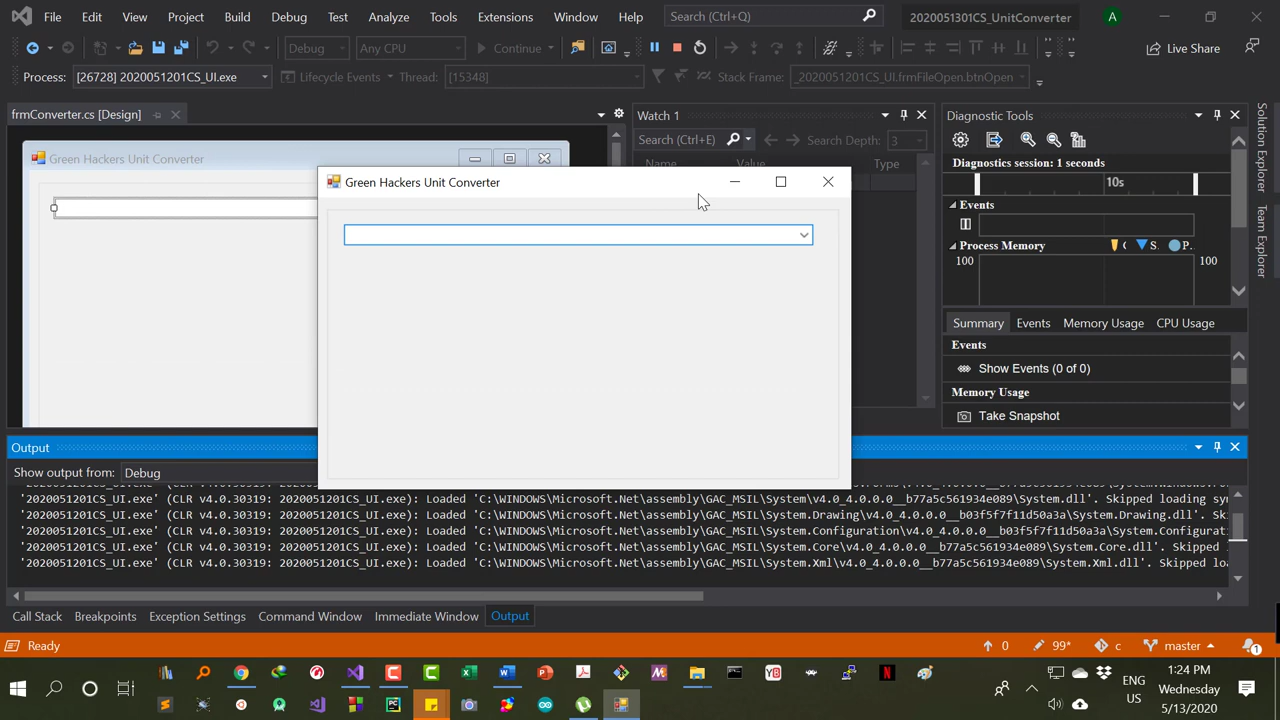 File Edit View Project Build Debug Test Analyze Tools Extensions Window Help Search (Ctrl+Q) 2020051301CS_UnitConverter A
Debug Any CPU Continue Live Share
Process: [26728] 2020051201CS_UI.exe Lifecycle Events Thread: [15348] Stack Frame: _2020051201CS_UI.frmFileOpen.btnOpen
frmConverter.cs [Design] Watch 1 Diagnostic Tools
Search (Ctrl+E) Search Depth: 3
Green Hackers Unit Converter
Name Value Type
Diagnostics session: 1 seconds
Green Hackers Unit Converter
10s
Events
Process Memory S. P.
100 100
Summary Events Memory Usage CPU Usage
Events
Show Events (0 of 0)
Memory Usage
Take Snapshot
Output
Show output from: Debug
'2020051201CS_UI.exe' (CLR v4.0.30319: 2020051201CS_UI.exe): Loaded 'C:\WINDOWS\Microsoft.Net\assembly\GAC_MSIL\System\v4.0_4.0.0.0__b77a5c561934e089\System.dll'. Skipped loading sy
'2020051201CS_UI.exe' (CLR v4.0.30319: 2020051201CS_UI.exe): Loaded 'C:\WINDOWS\Microsoft.Net\assembly\GAC_MSIL\System.Drawing\v4.0_4.0.0.0__b03f5f7f11d50a3a\System.Drawing.dll'. Sk
'2020051201CS_UI.exe' (CLR v4.0.30319: 2020051201CS_UI.exe): Loaded 'C:\WINDOWS\Microsoft.Net\assembly\GAC_MSIL\System.Configuration\v4.0_4.0.0.0__b03f5f7f11d50a3a\System.Configurat
'2020051201CS_UI.exe' (CLR v4.0.30319: 2020051201CS_UI.exe): Loaded 'C:\WINDOWS\Microsoft.Net\assembly\GAC_MSIL\System.Core\v4.0_4.0.0.0__b77a5c561934e089\System.Core.dll'. Skipped
'2020051201CS_UI.exe' (CLR v4.0.30319: 2020051201CS_UI.exe): Loaded 'C:\WINDOWS\Microsoft.Net\assembly\GAC_MSIL\System.Xml\v4.0_4.0.0.0__b77a5c561934e089\System.Xml.dll'. Skipped lo
Call Stack Breakpoints Exception Settings Command Window Immediate Window Output
Ready 0 99* c master 1
ENG
US
1:24 PM
Wednesday
5/13/2020
Solution Explorer
Team Explorer